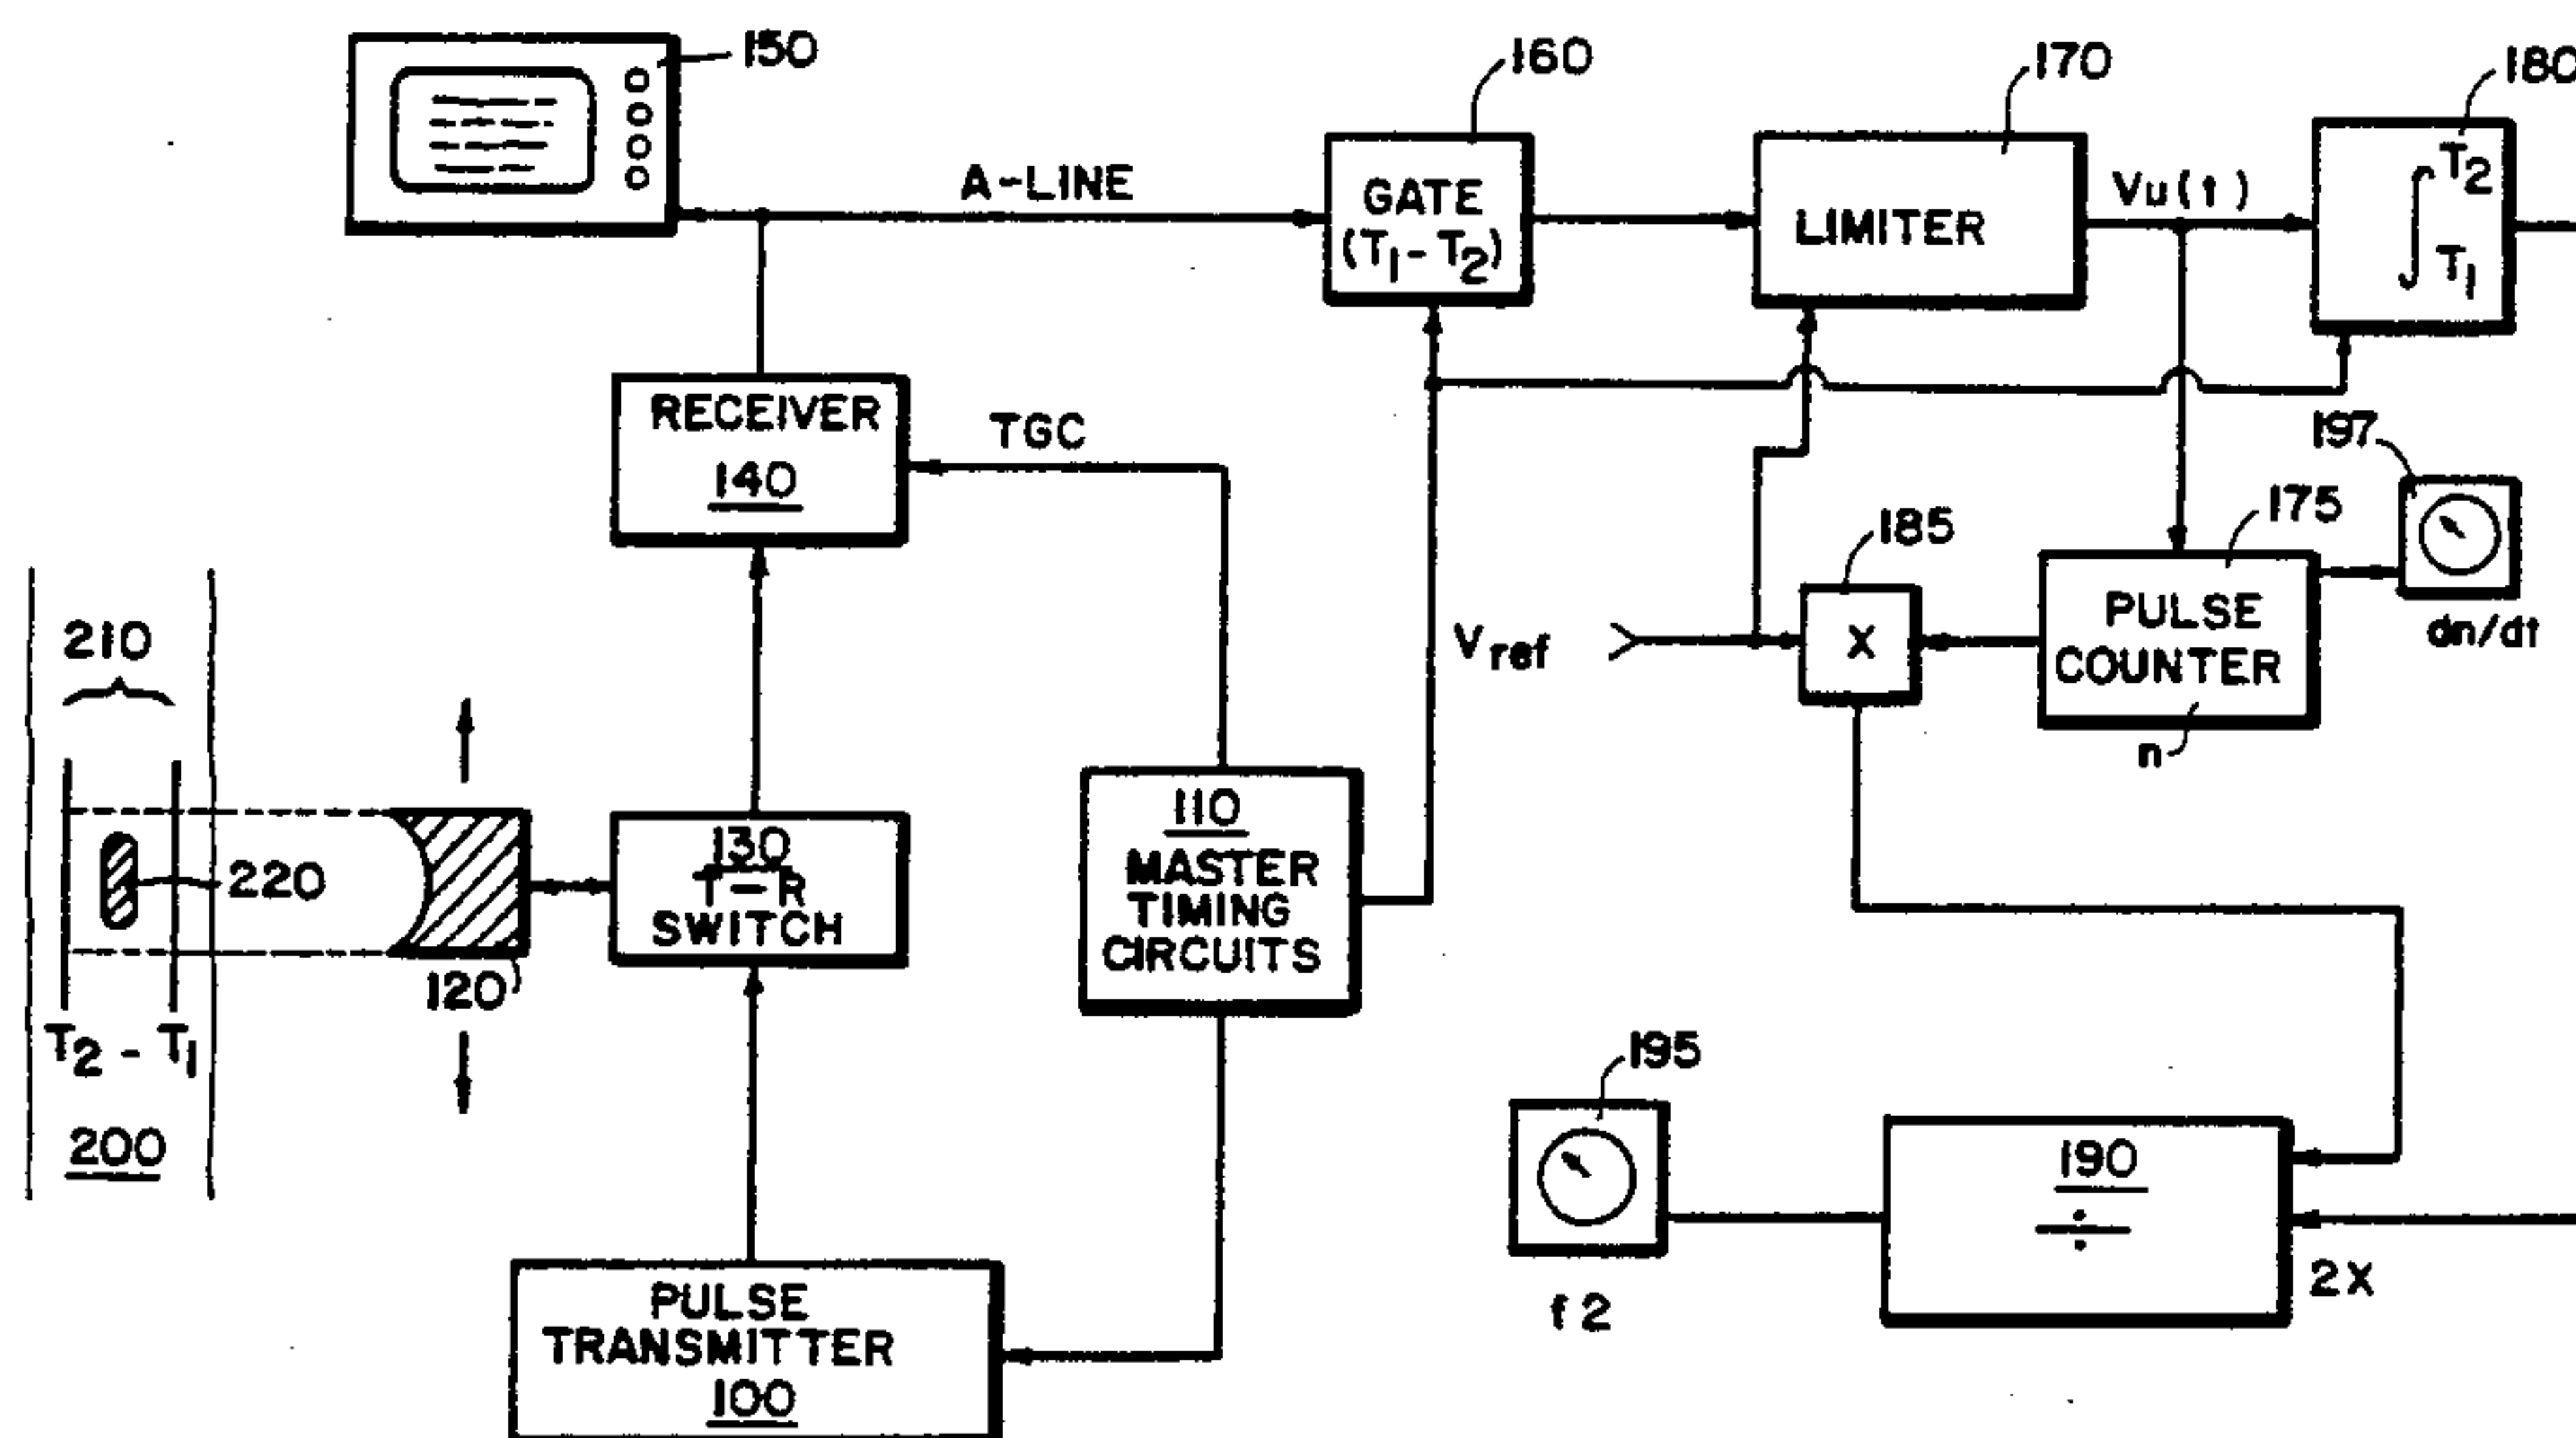 150
160
170
180
A-LINE
GATE
(T1 - T2)
LIMITER
Vu(t)
∫ T2
T1
RECEIVER
140
TGC
197
175
185
PULSE
COUNTER
dn/dt
Vref
X
n
210
110
MASTER
TIMING
CIRCUITS
130
T-R
SWITCH
220
120
T2 - T1
200
195
190
÷
2X
f2
PULSE
TRANSMITTER
100